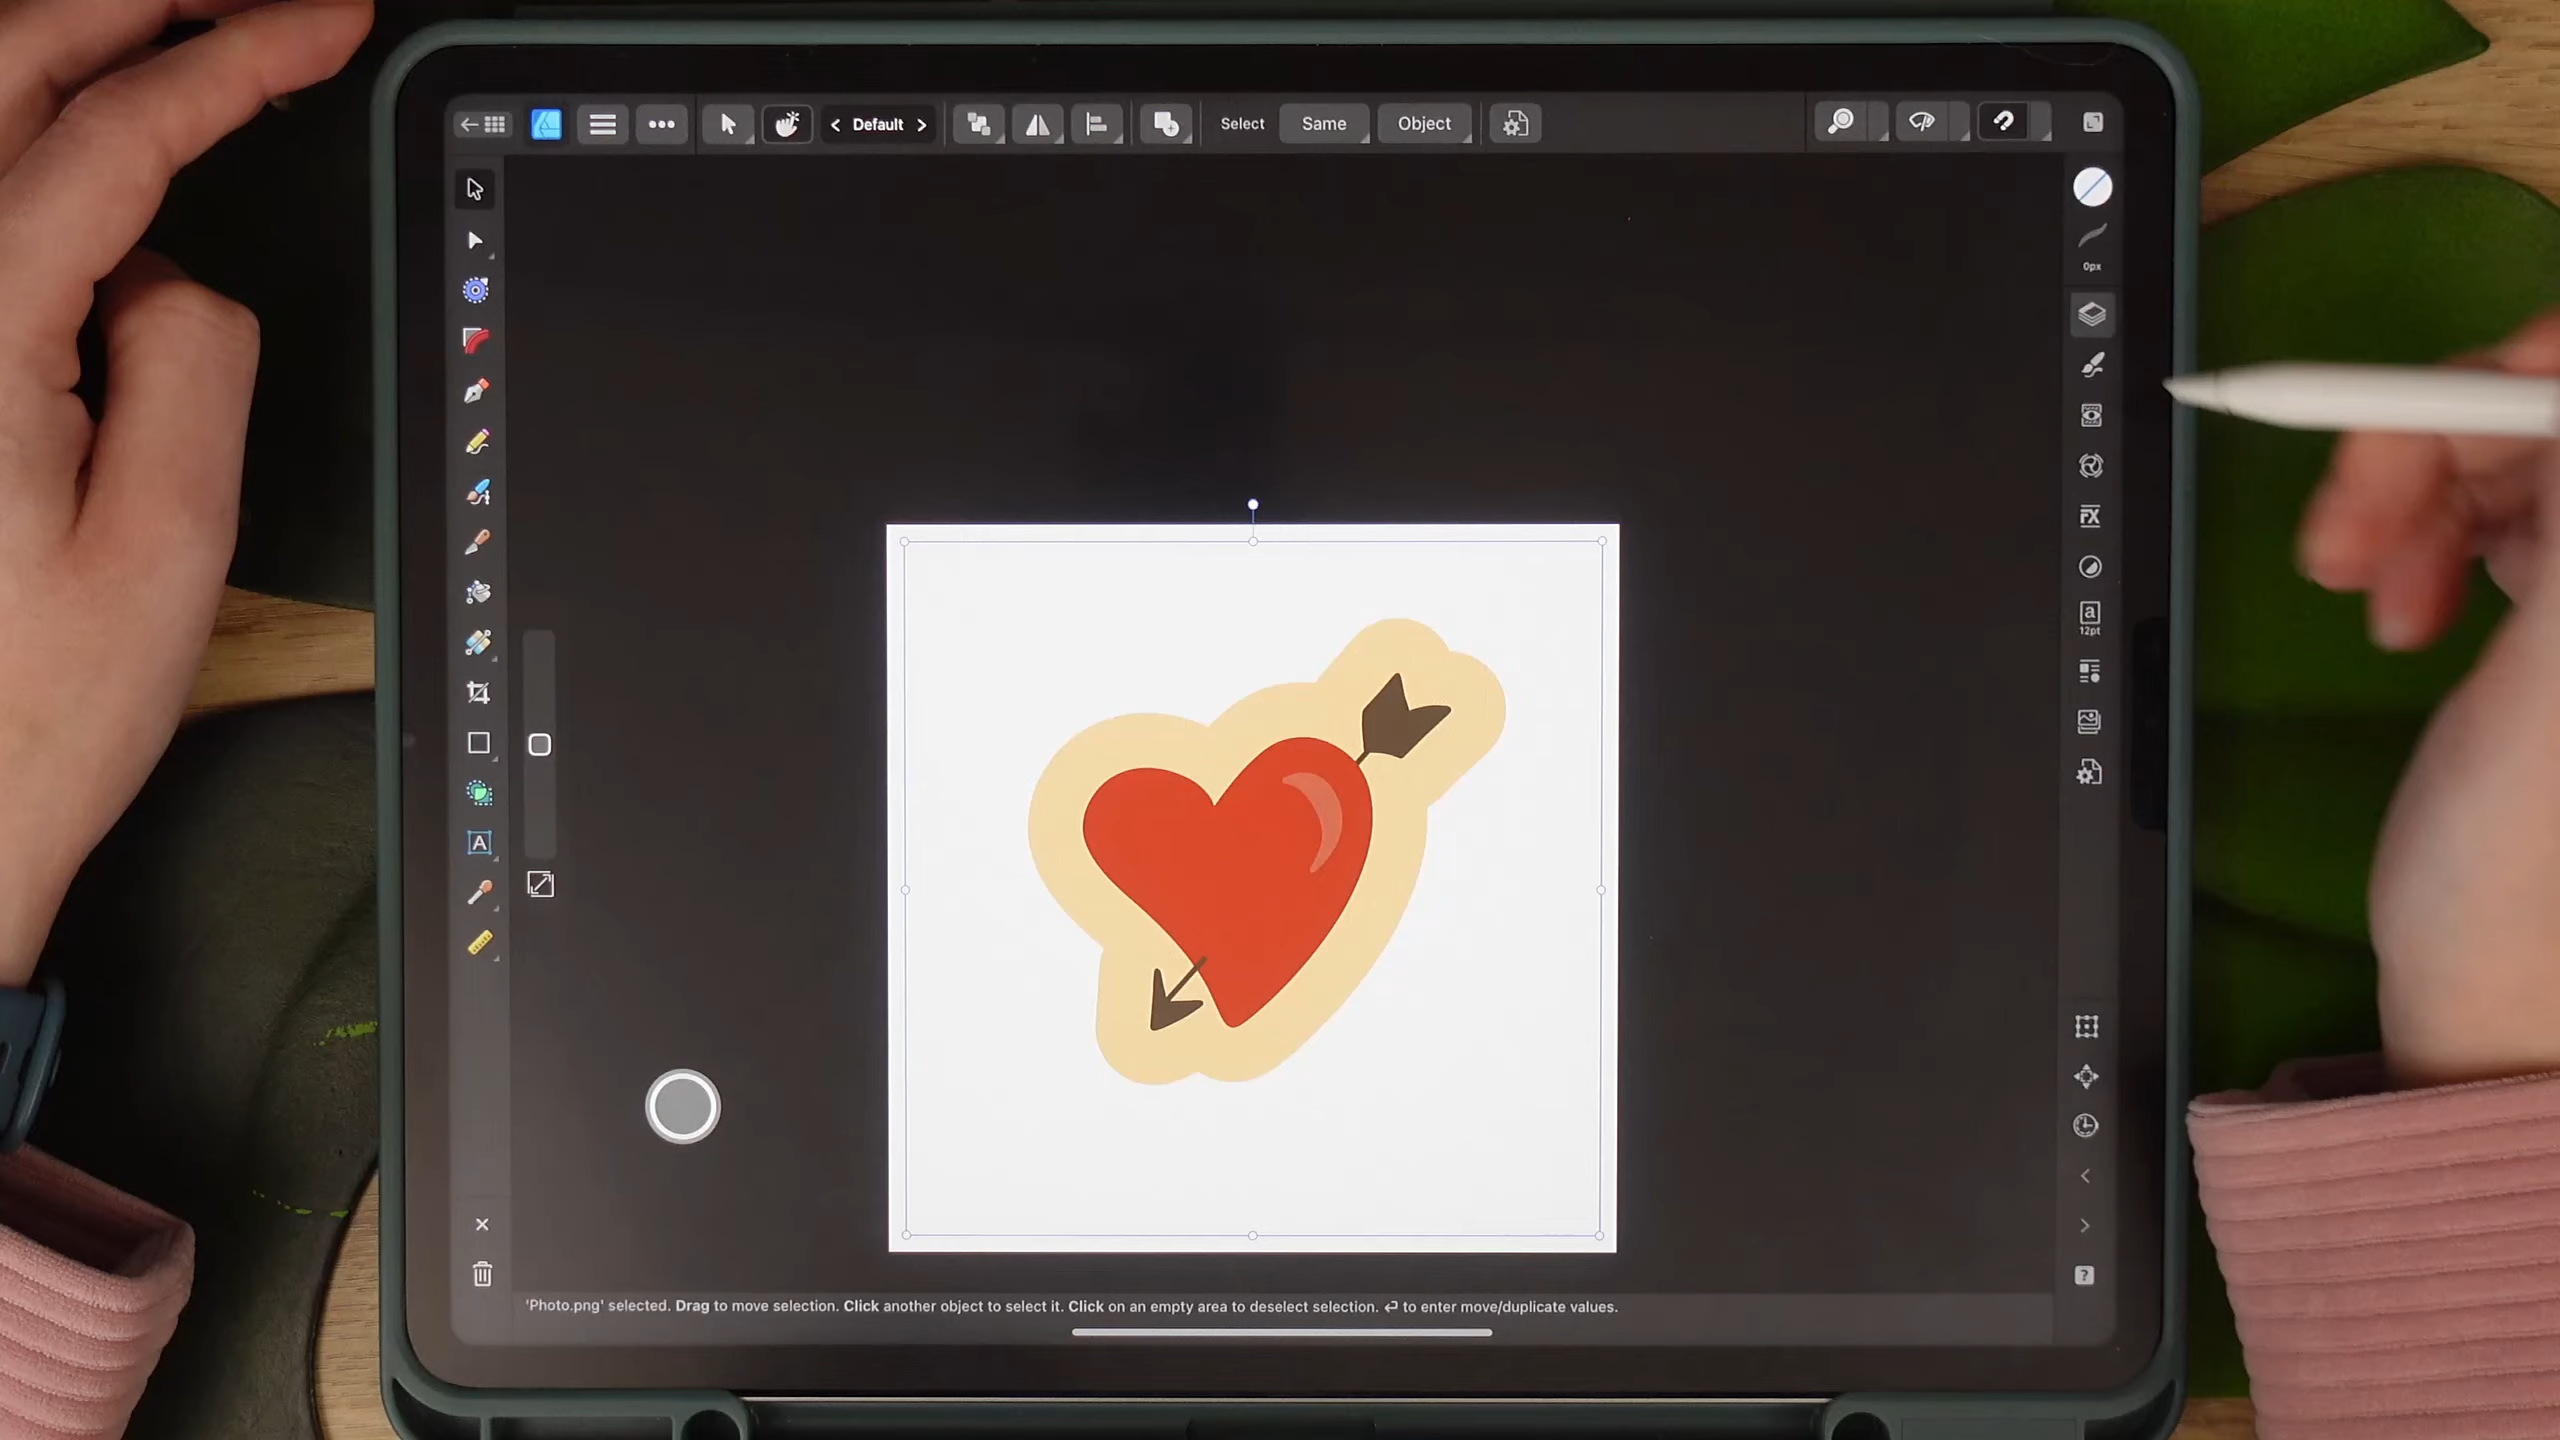 Default
Select
Same
Object
0px
FX
a
12pt
A
?
'Photo.png' selected. Drag to move selection. Click another object to select it. Click on an empty area to deselect selection. ⏎ to enter move/duplicate values.